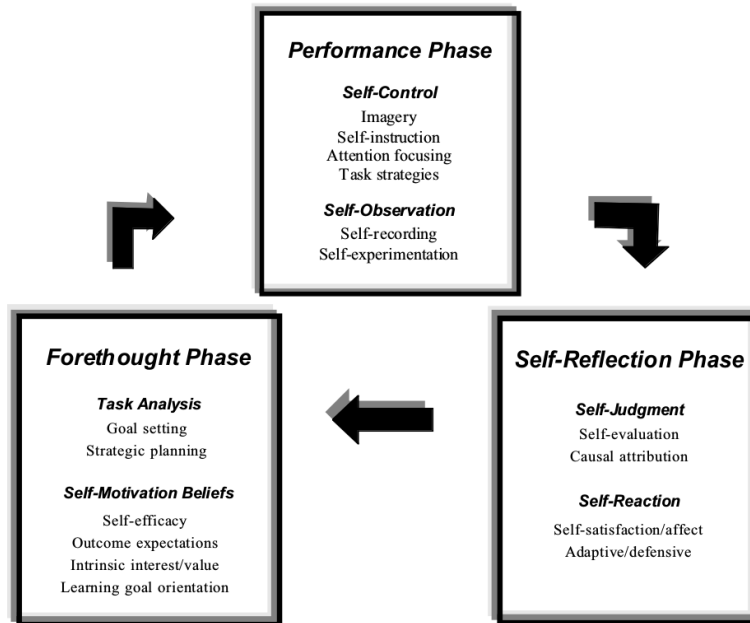 Performance Phase
Self-Control
Imagery
Self-instruction
Attention focusing
Task strategies
Self-Observation
Self-recording
Self-experimentation
Forethought Phase
Task Analysis
Goal setting
Strategic planning
Self-Motivation Beliefs
Self-efficacy
Outcome expectations
Intrinsic interest/value
Learning goal orientation
Self-Reflection Phase
Self-Judgment
Self-evaluation
Causal attribution
Self-Reaction
Self-satisfaction/affect
Adaptive/defensive